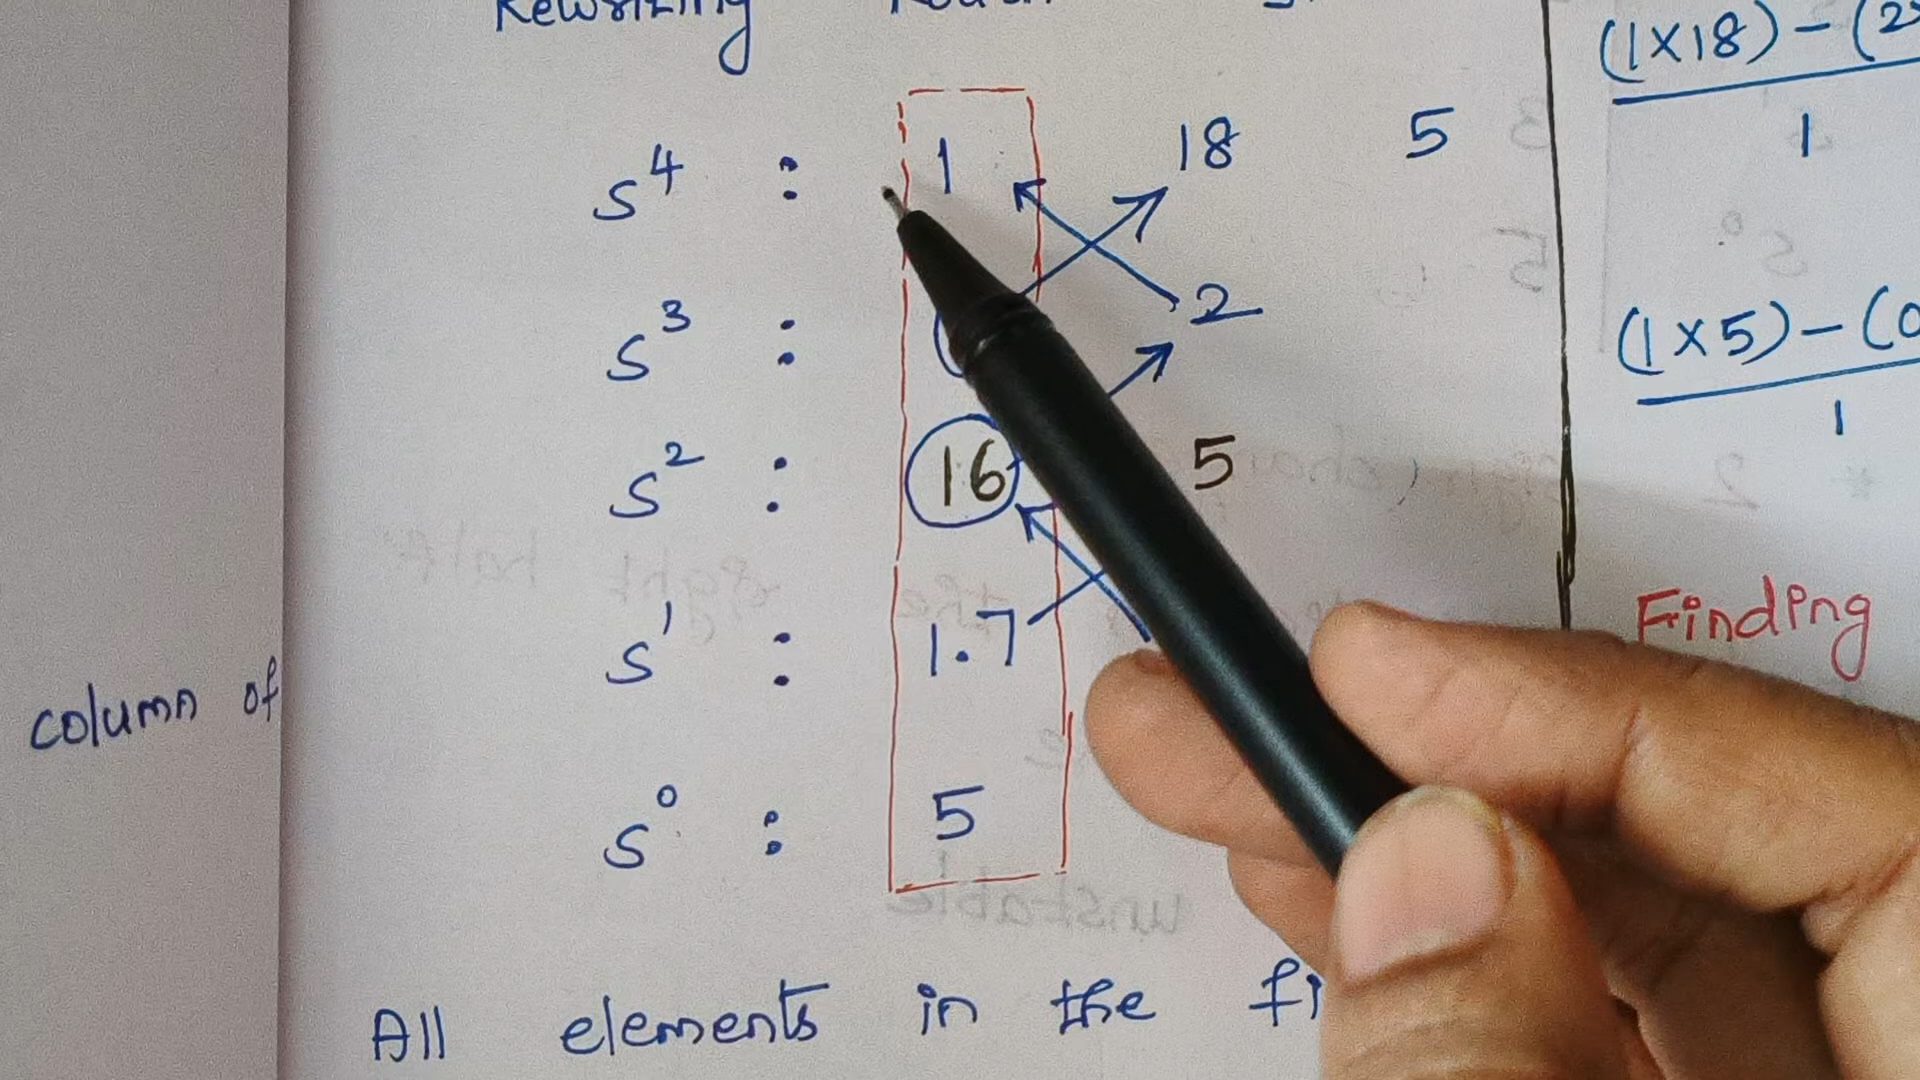 Rewriting
s⁴ : 1 18 5
s³ : 2
s² : 16 5
s¹ : 1.7
s⁰ : 5
All elements in the fi
column of
(1×18) - (2×
1
(1×5) - (0
1
Finding